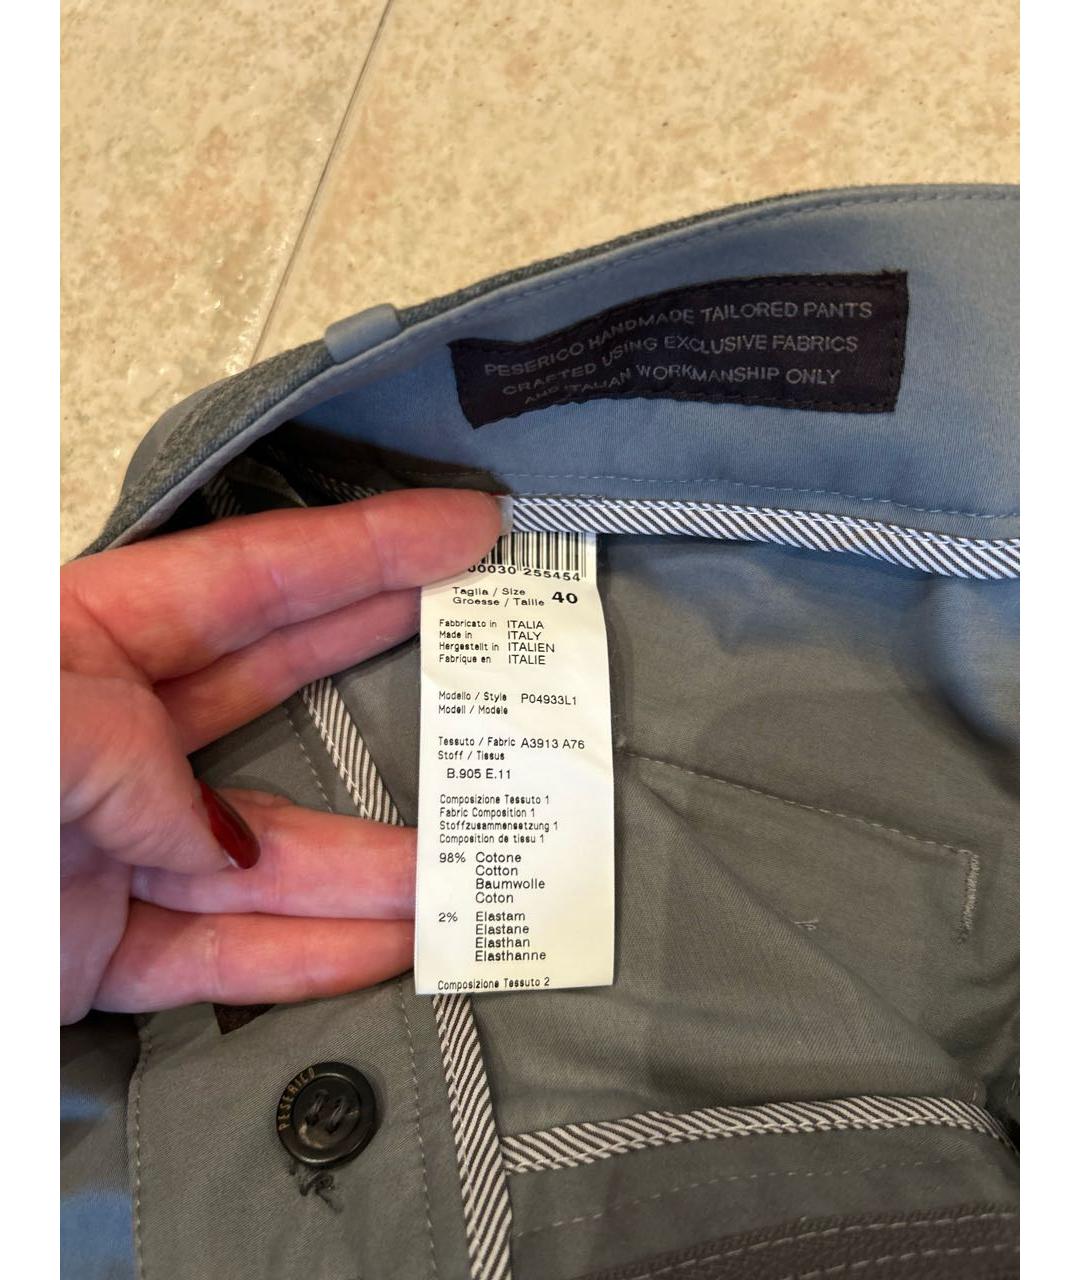 PESERICO HANDMADE TAILORED PANTS
CRAFTED USING EXCLUSIVE FABRICS
AND ITALIAN WORKMANSHIP ONLY
00030 255454
Taglia / Size
Groesse / Taille 40
Fabbricato in ITALIA
Made in ITALY
Hergestellt in ITALIEN
Fabrique en ITALIE
Modello / Style P04933L1
Modell / Modele
Tessuto / Fabric A3913 A76
Stoff / Tissus
B.905 E.11
Composizione Tessuto 1
Fabric Composition 1
Stoffzusammensetzung 1
Composition de tissu 1
98% Cotone
Cotton
Baumwolle
Coton
2% Elastam
Elastane
Elasthan
Elasthanne
Composizione Tessuto 2
PESERICO